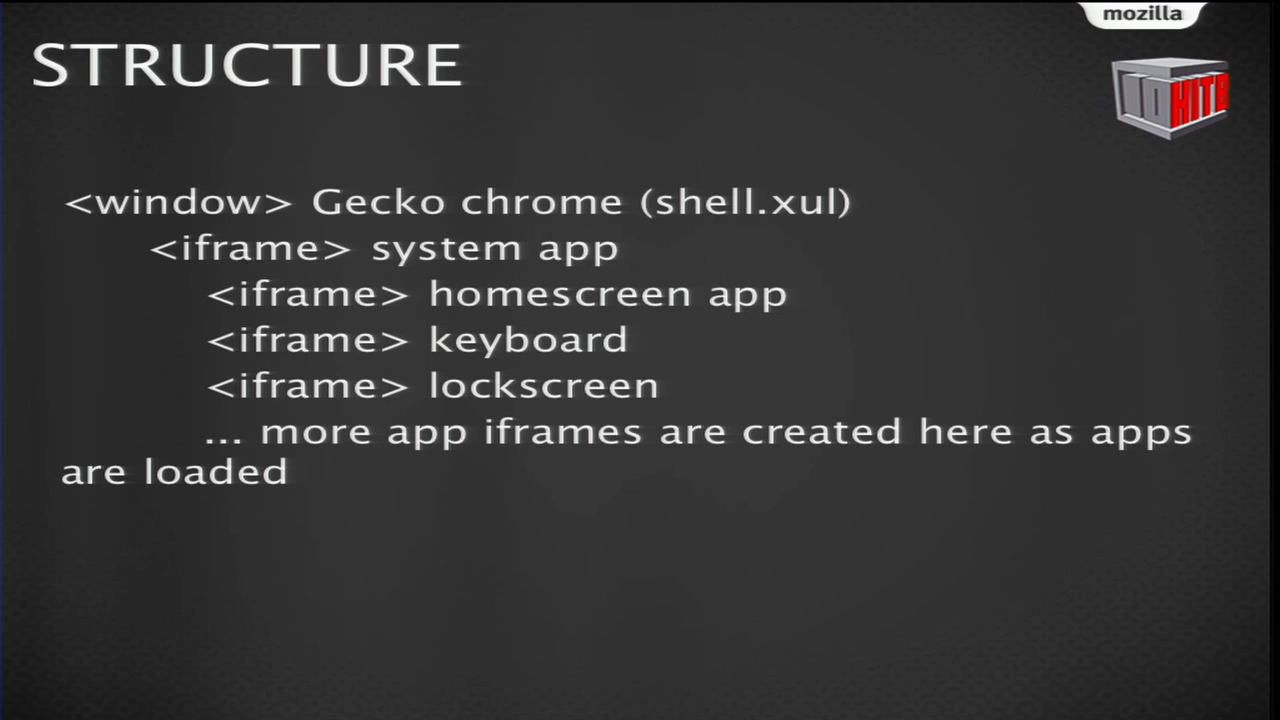 mozilla
STRUCTURE
10
HITB
<window> Gecko chrome (shell.xul)
<iframe> system app
<iframe> homescreen app
<iframe> keyboard
<iframe> lockscreen
... more app iframes are created here as apps
are loaded